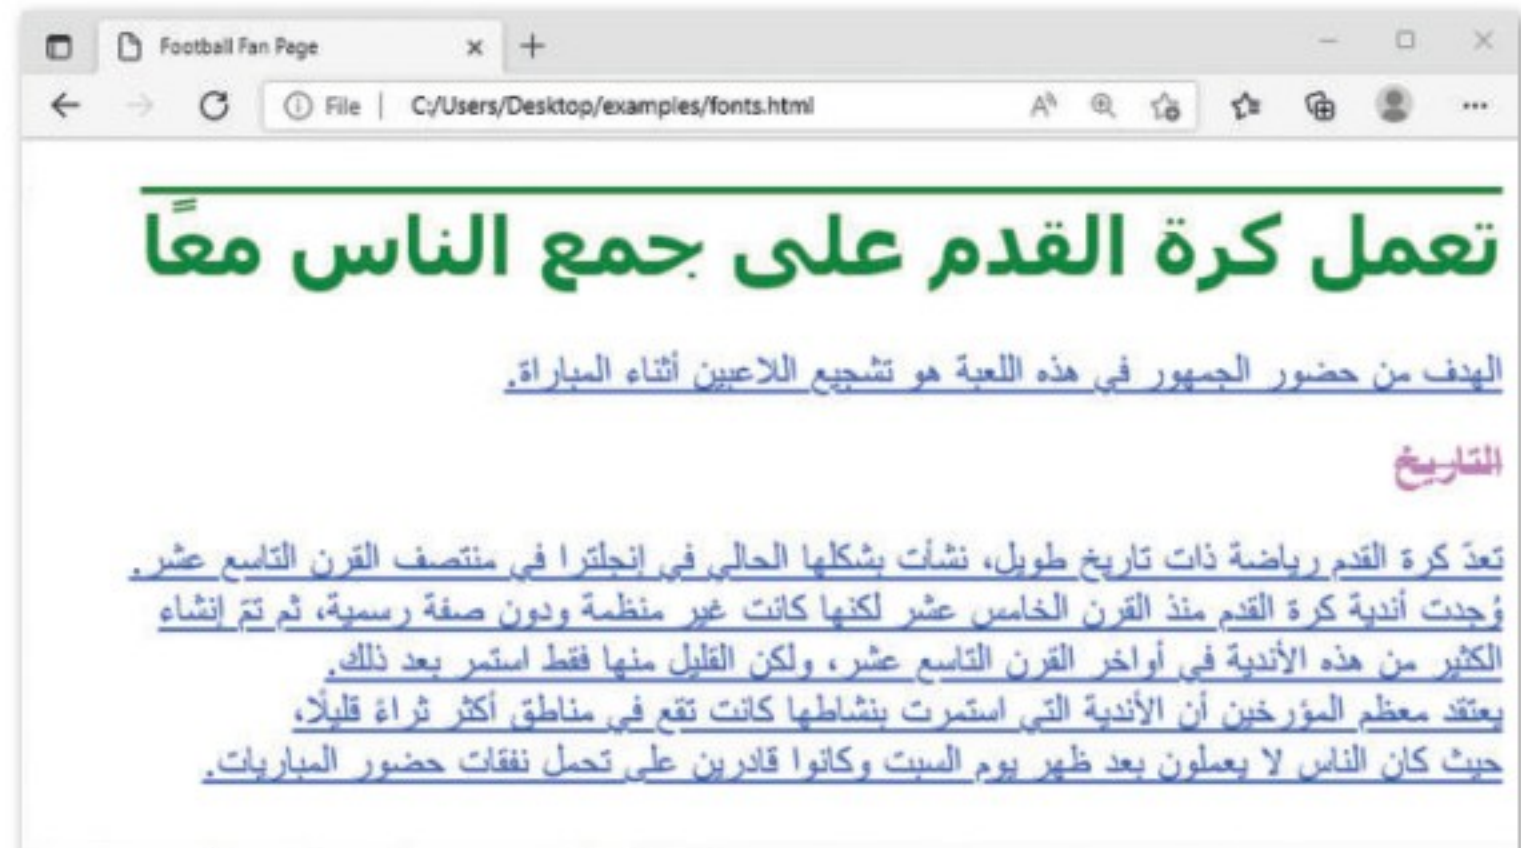 Football Fan Page
File | C:/Users/Desktop/examples/fonts.html
تعمل كرة القدم على جمع الناس معًا
الهدف من حضور الجمهور في هذه اللعبة هو تشجيع اللاعبين أثناء المباراة.
التاريخ
تعدّ كرة القدم رياضة ذات تاريخ طويل، نشأت بشكلها الحالي في إنجلترا في منتصف القرن التاسع عشر.
وُجدت أندية كرة القدم منذ القرن الخامس عشر لكنها كانت غير منظمة ودون صفة رسمية، ثم تمّ إنشاء
الكثير من هذه الأندية في أواخر القرن التاسع عشر، ولكن القليل منها فقط استمر بعد ذلك.
يعتقد معظم المؤرخين أن الأندية التي استمرت بنشاطها كانت تقع في مناطق أكثر ثراءً قليلًا،
حيث كان الناس لا يعملون بعد ظهر يوم السبت وكانوا قادرين على تحمل نفقات حضور المباريات.